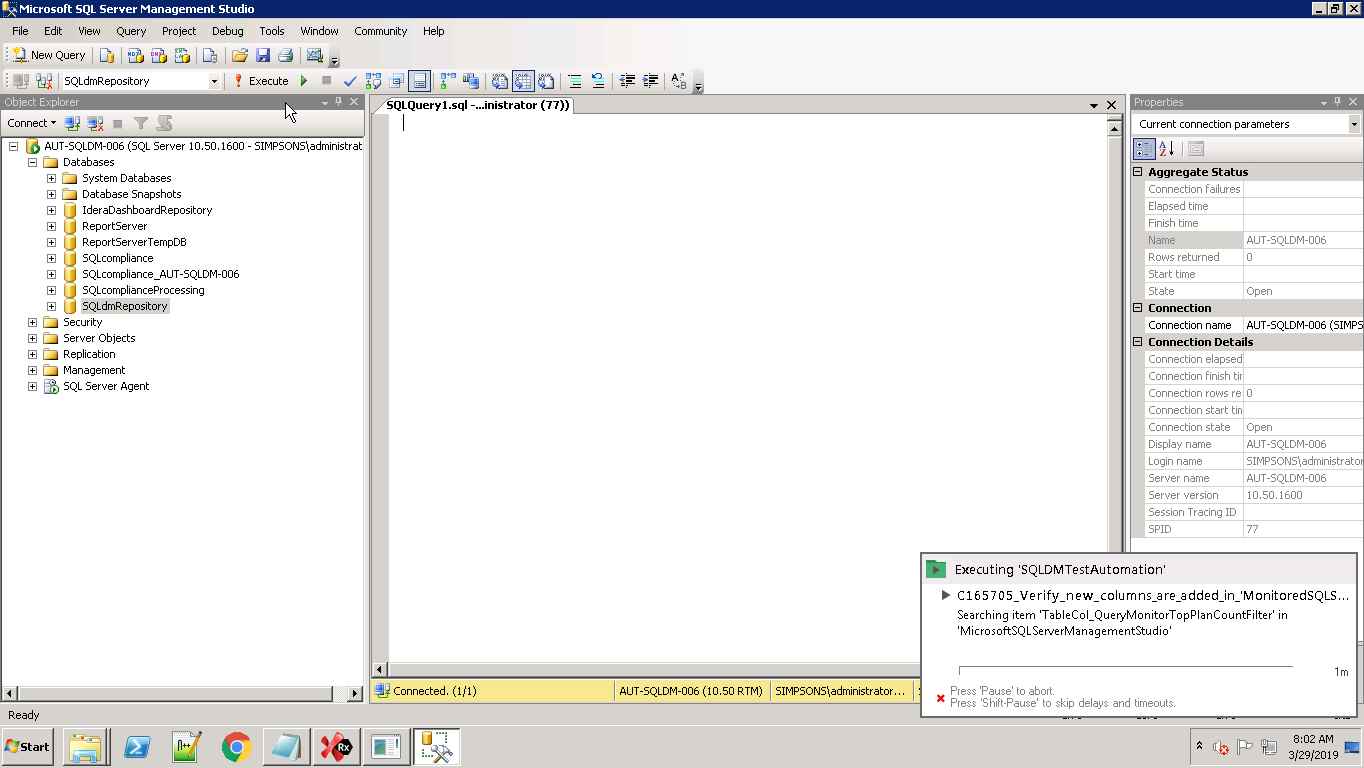 Microsoft SQL Server Management Studio
File Edit View Query Project Debug Tools Window Community Help
New Query
SQLdmRepository Execute
Object Explorer
Connect
AUT-SQLDM-006 (SQL Server 10.50.1600 - SIMPSONS\administrat
Databases
System Databases
Database Snapshots
IderaDashboardRepository
ReportServer
ReportServerTempDB
SQLcompliance
SQLcompliance_AUT-SQLDM-006
SQLcomplianceProcessing
SQLdmRepository
Security
Server Objects
Replication
Management
SQL Server Agent
SQLQuery1.sql -...inistrator (77))
Connected. (1/1) AUT-SQLDM-006 (10.50 RTM) SIMPSONS\administrator...
Properties
Current connection parameters
Aggregate Status
Connection failures
Elapsed time
Finish time
Name AUT-SQLDM-006
Rows returned 0
Start time
State Open
Connection
Connection name AUT-SQLDM-006 (SIMPS
Connection Details
Connection elapsed
Connection finish tir
Connection rows re 0
Connection start tin
Connection state Open
Display name AUT-SQLDM-006
Login name SIMPSONS\administrator
Server name AUT-SQLDM-006
Server version 10.50.1600
Session Tracing ID
SPID 77
Executing 'SQLDMTestAutomation'
C165705_Verify_new_columns_are_added_in_'MonitoredSQLS...
Searching item 'TableCol_QueryMonitorTopPlanCountFilter' in
'MicrosoftSQLServerManagementStudio'
1m
Press 'Pause' to abort.
Press 'Shift-Pause' to skip delays and timeouts.
Ready
Start
8:02 AM
3/29/2019